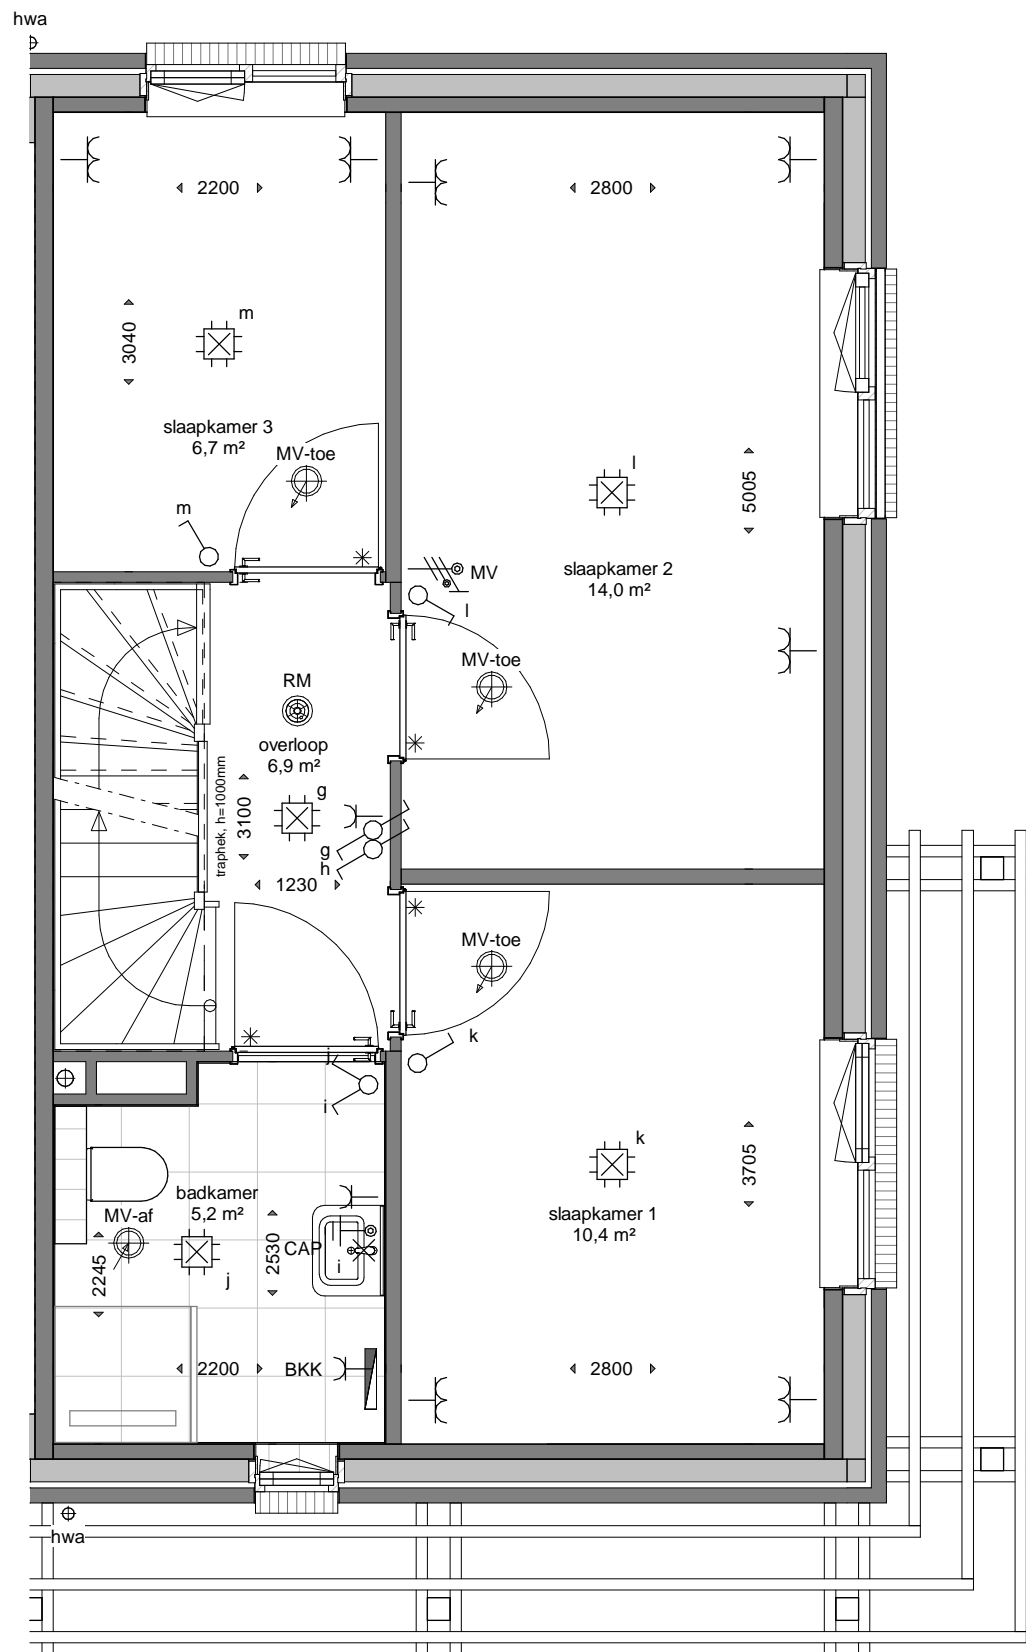 hwa
2200
2800
3040
m
slaapkamer 3
6,7 m²
MV-toe
m
l
5005
MV
slaapkamer 2
14,0 m²
l
MV-toe
RM
overloop
6,9 m²
g
traphek, h=1000mm
3100
g
h
1230
MV-toe
k
j
i
k
3705
badkamer
5,2 m²
MV-af
slaapkamer 1
10,4 m²
2245
2530
CAP
i
j
2200
BKK
2800
hwa